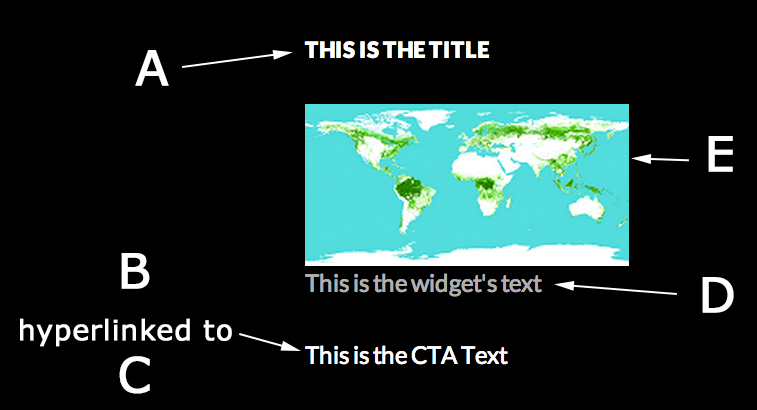 A
THIS IS THE TITLE
E
B
This is the widget's text
D
hyperlinked to
This is the CTA Text
C